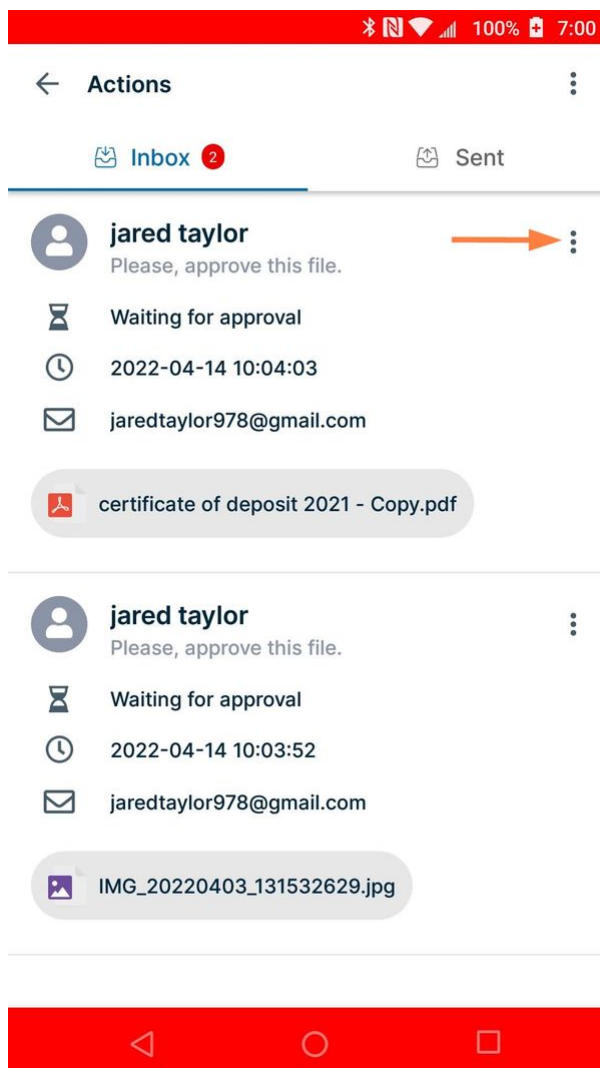 100% 7:00
Actions
Inbox 2 Sent
jared taylor
Please, approve this file.
Waiting for approval
2022-04-14 10:04:03
jaredtaylor978@gmail.com
certificate of deposit 2021 - Copy.pdf
jared taylor
Please, approve this file.
Waiting for approval
2022-04-14 10:03:52
jaredtaylor978@gmail.com
IMG_20220403_131532629.jpg